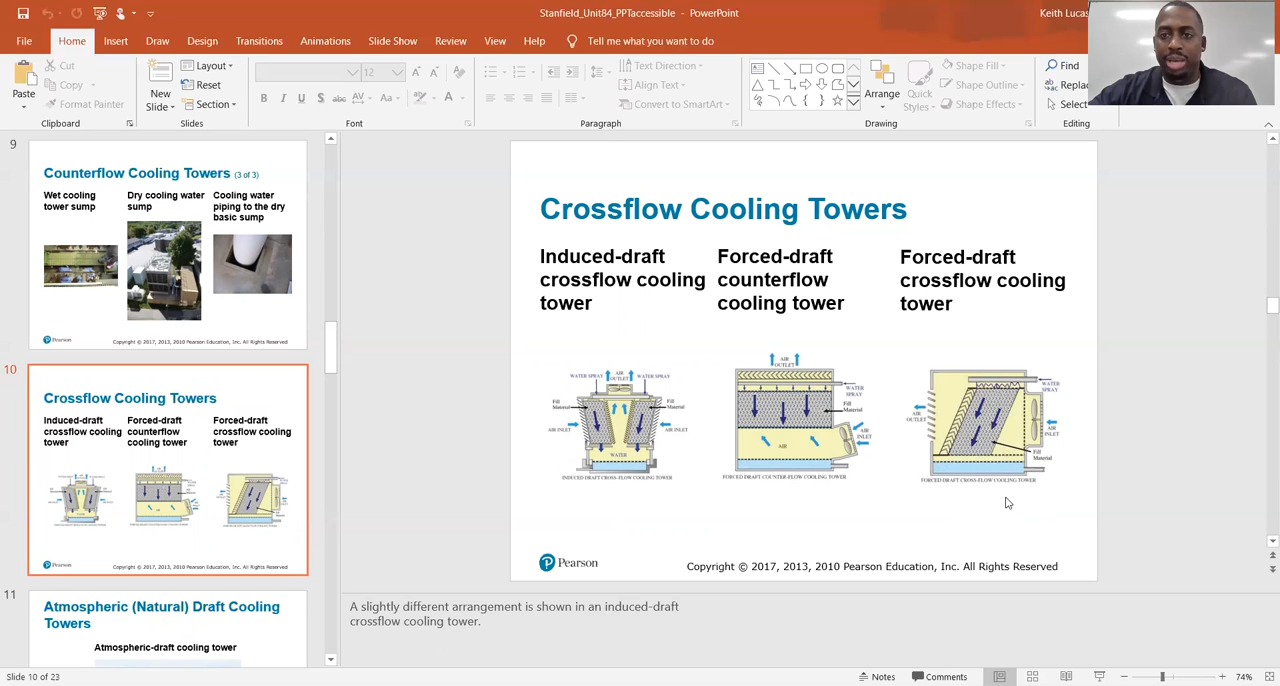 Stanfield_Unit84_PPTaccessible - PowerPoint
Keith Lucas
File Home Insert Draw Design Transitions Animations Slide Show Review View Help Tell me what you want to do
Paste
Cut
Copy
Format Painter
New Slide
Layout
Reset
Section
12
Text Direction
Align Text
Convert to SmartArt
Arrange
Quick Styles
Shape Fill
Shape Outline
Shape Effects
Find
Replace
Select
Clipboard Slides Font Paragraph Drawing Editing
9
Counterflow Cooling Towers (3 of 3)
Wet cooling tower sump
Dry cooling water sump
Cooling water piping to the dry basic sump
Pearson
Copyright © 2017, 2013, 2010 Pearson Education, Inc. All Rights Reserved
10
Crossflow Cooling Towers
Induced-draft crossflow cooling tower
Forced-draft counterflow cooling tower
Forced-draft crossflow cooling tower
Pearson
Copyright © 2017, 2013, 2010 Pearson Education, Inc. All Rights Reserved
11
Atmospheric (Natural) Draft Cooling
Towers
Atmospheric-draft cooling tower
Crossflow Cooling Towers
Induced-draft
crossflow cooling
tower
Forced-draft
counterflow
cooling tower
Forced-draft
crossflow cooling
tower
WATER SPRAY
AIR OUTLET
WATER SPRAY
Fill Material
Fill Material
AIR INLET
AIR INLET
WATER
INDUCED DRAFT CROSS-FLOW COOLING TOWER
AIR OUTLET
WATER SPRAY
Fill Material
AIR INLET
AIR
FORCED DRAFT COUNTER-FLOW COOLING TOWER
WATER SPRAY
AIR OUTLET
AIR INLET
Fill Material
FORCED DRAFT CROSS-FLOW COOLING TOWER
Pearson
Copyright © 2017, 2013, 2010 Pearson Education, Inc. All Rights Reserved
A slightly different arrangement is shown in an induced-draft
crossflow cooling tower.
Slide 10 of 23
Notes
Comments
74%